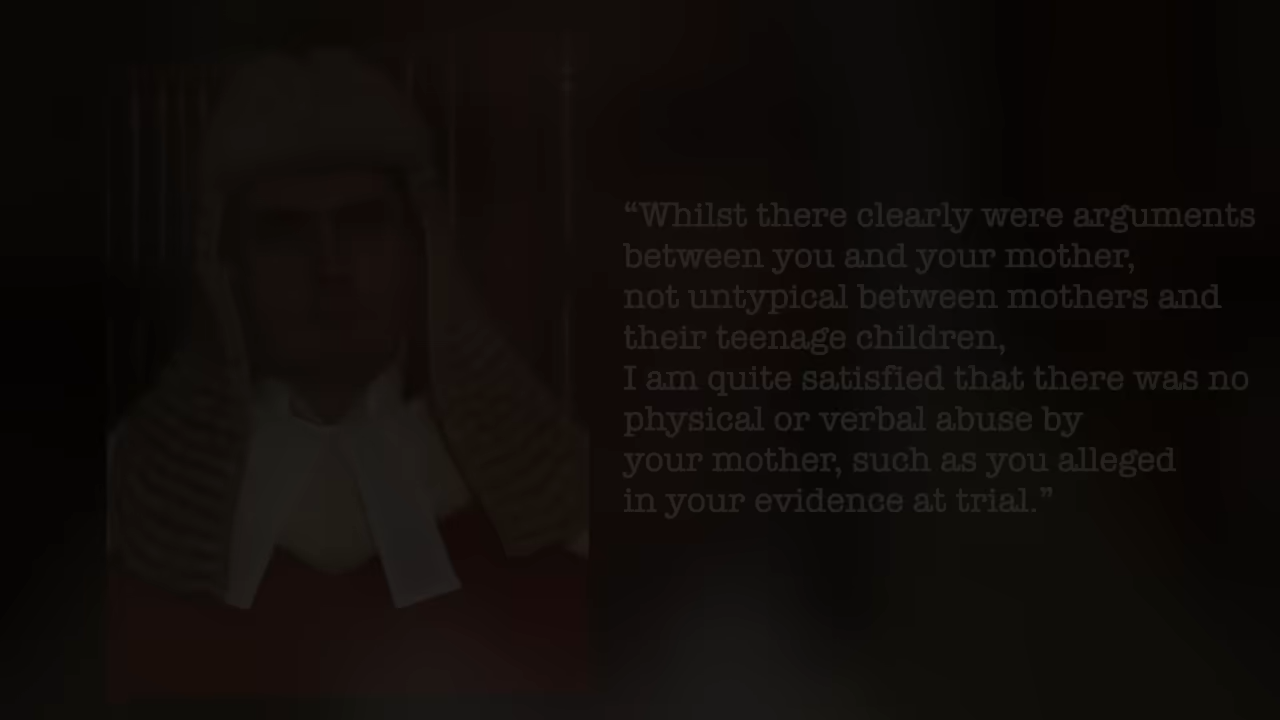 “Whilst there clearly were arguments
between you and your mother,
not untypical between mothers and
their teenage children,
I am quite satisfied that there was no
physical or verbal abuse by
your mother, such as you alleged
in your evidence at trial.”